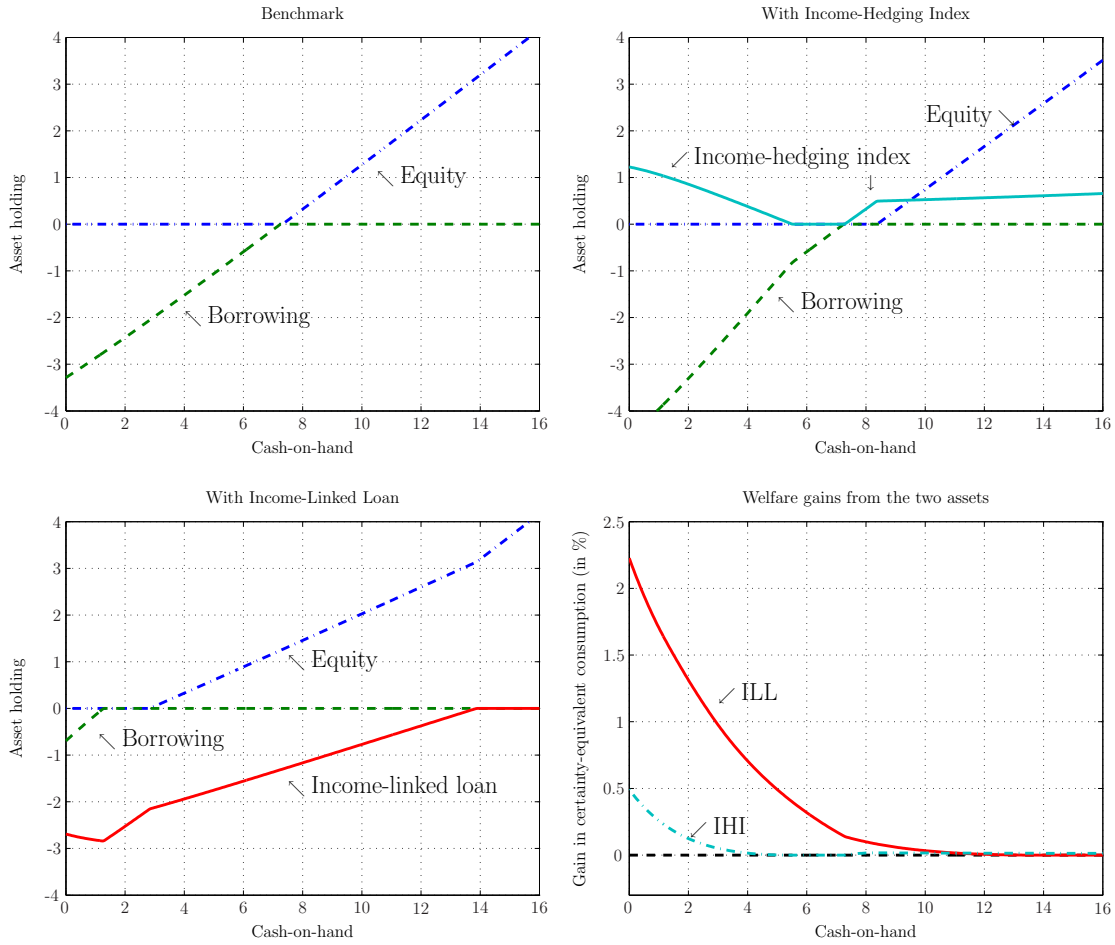 Benchmark
4
3
2
1
0
-1
-2
-3
-4
Asset holding
Equity
Borrowing
0 2 4 6 8 10 12 14 16
Cash-on-hand
With Income-Hedging Index
4
3
2
1
0
-1
-2
-3
-4
Asset holding
Equity
Income-hedging index
Borrowing
0 2 4 6 8 10 12 14 16
Cash-on-hand
With Income-Linked Loan
4
3
2
1
0
-1
-2
-3
-4
Asset holding
Equity
Borrowing
Income-linked loan
0 2 4 6 8 10 12 14 16
Cash-on-hand
Welfare gains from the two assets
2.5
2
1.5
1
0.5
0
Gain in certainty-equivalent consumption (in %)
ILL
IHI
0 2 4 6 8 10 12 14 16
Cash-on-hand